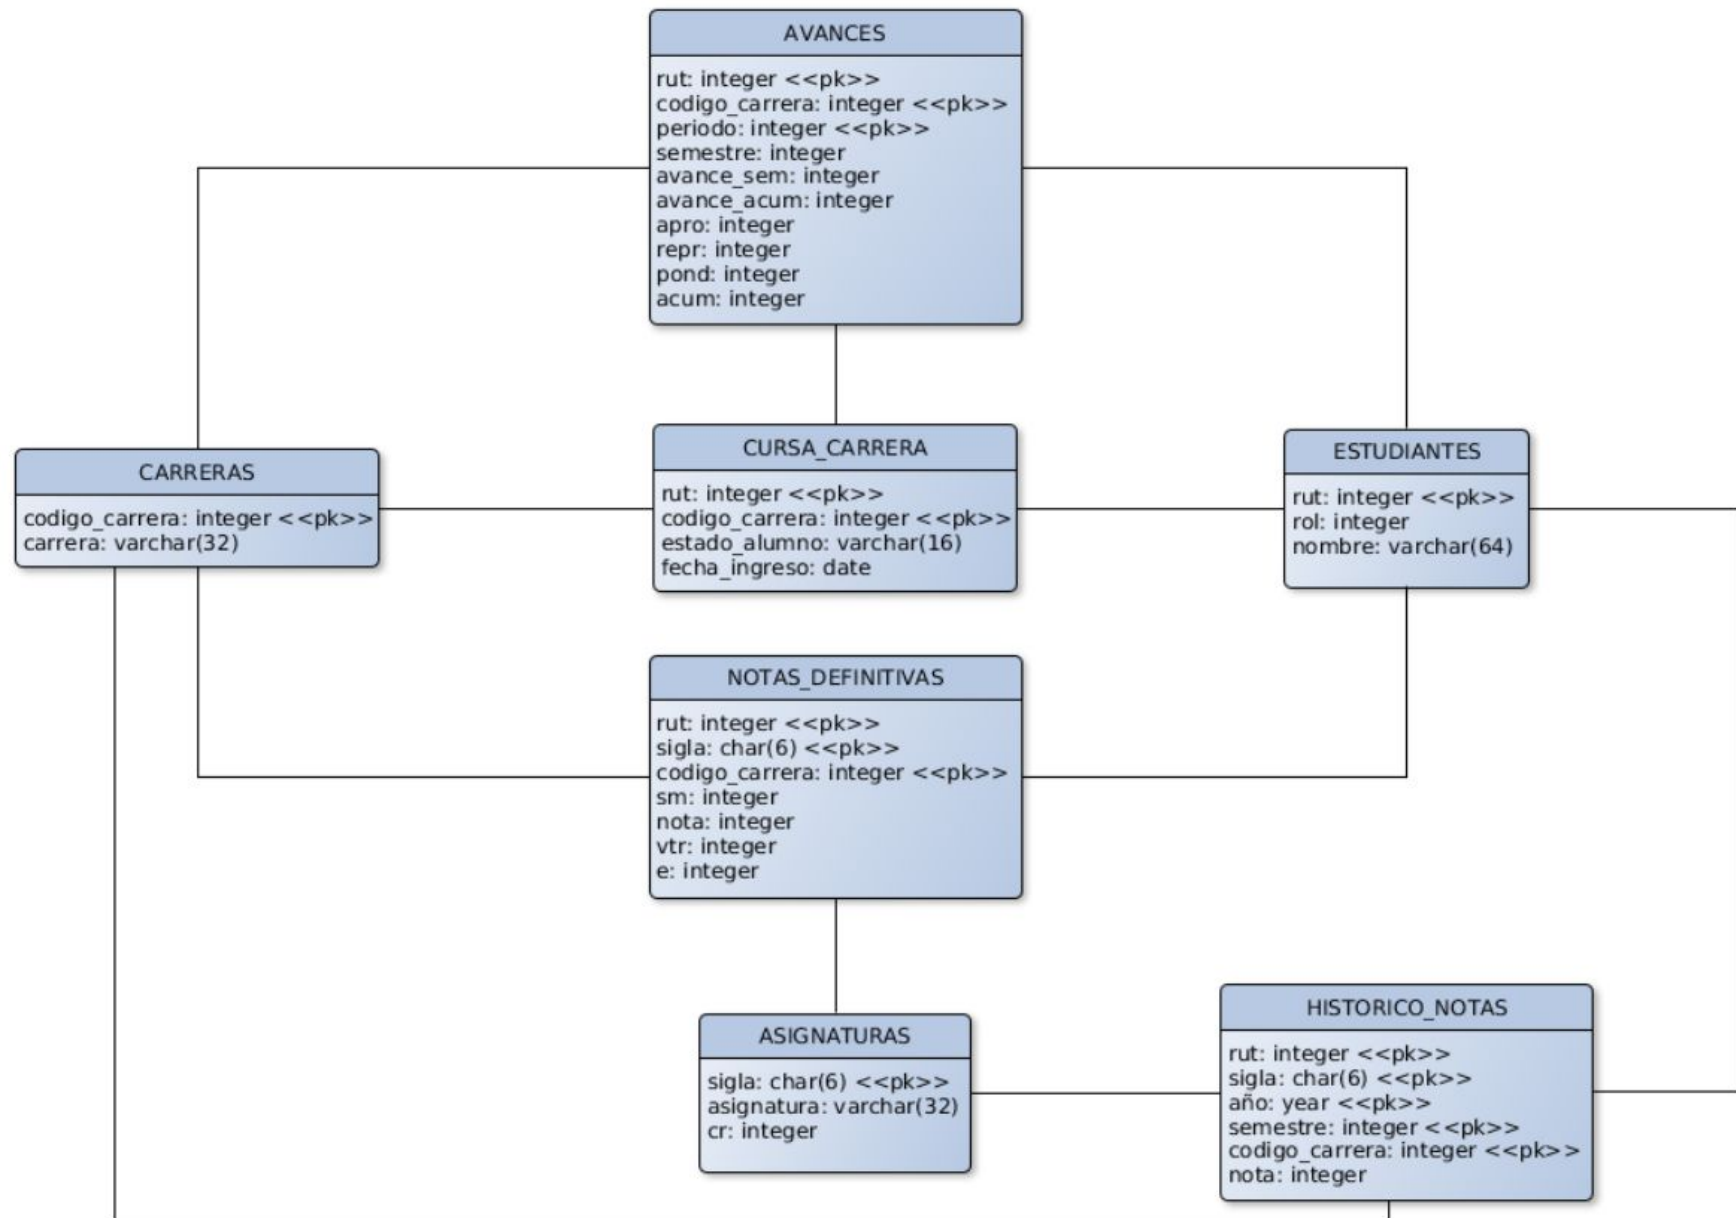 AVANCES
rut: integer <<pk>>
codigo_carrera: integer <<pk>>
periodo: integer <<pk>>
semestre: integer
avance_sem: integer
avance_acum: integer
apro: integer
repr: integer
pond: integer
acum: integer
CARRERAS
codigo_carrera: integer <<pk>>
carrera: varchar(32)
CURSA_CARRERA
rut: integer <<pk>>
codigo_carrera: integer <<pk>>
estado_alumno: varchar(16)
fecha_ingreso: date
ESTUDIANTES
rut: integer <<pk>>
rol: integer
nombre: varchar(64)
NOTAS_DEFINITIVAS
rut: integer <<pk>>
sigla: char(6) <<pk>>
codigo_carrera: integer <<pk>>
sm: integer
nota: integer
vtr: integer
e: integer
ASIGNATURAS
sigla: char(6) <<pk>>
asignatura: varchar(32)
cr: integer
HISTORICO_NOTAS
rut: integer <<pk>>
sigla: char(6) <<pk>>
año: year <<pk>>
semestre: integer <<pk>>
codigo_carrera: integer <<pk>>
nota: integer